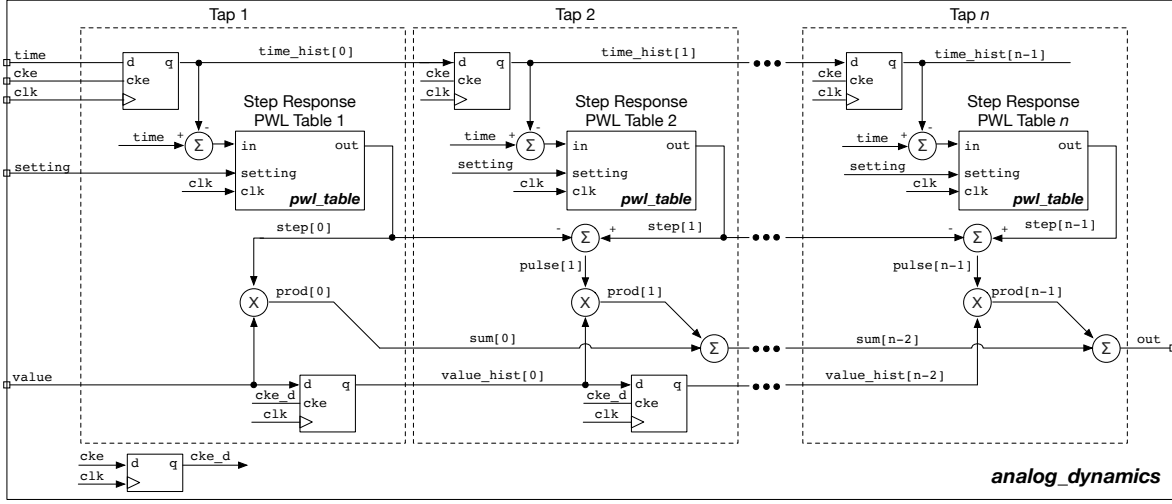 Tap 1
Tap 2
Tap n
time
cke
clk
d
q
cke
time_hist[0]
cke
clk
d
q
time_hist[1]
cke
clk
d
q
time_hist[n-1]
Step Response
PWL Table 1
Step Response
PWL Table 2
Step Response
PWL Table n
time
+
-
Σ
in
out
setting
clk
pwl_table
time
+
-
Σ
in
out
setting
setting
clk
clk
pwl_table
time
+
-
Σ
in
out
setting
setting
clk
clk
pwl_table
setting
clk
step[0]
-
Σ
+
step[1]
-
Σ
+
step[n-1]
pulse[1]
pulse[n-1]
X
prod[0]
X
prod[1]
X
prod[n-1]
sum[0]
Σ
sum[n-2]
Σ
out
value
d
q
cke_d
cke
clk
value_hist[0]
d
q
cke_d
cke
clk
value_hist[n-2]
cke
clk
d
q
cke_d
analog_dynamics